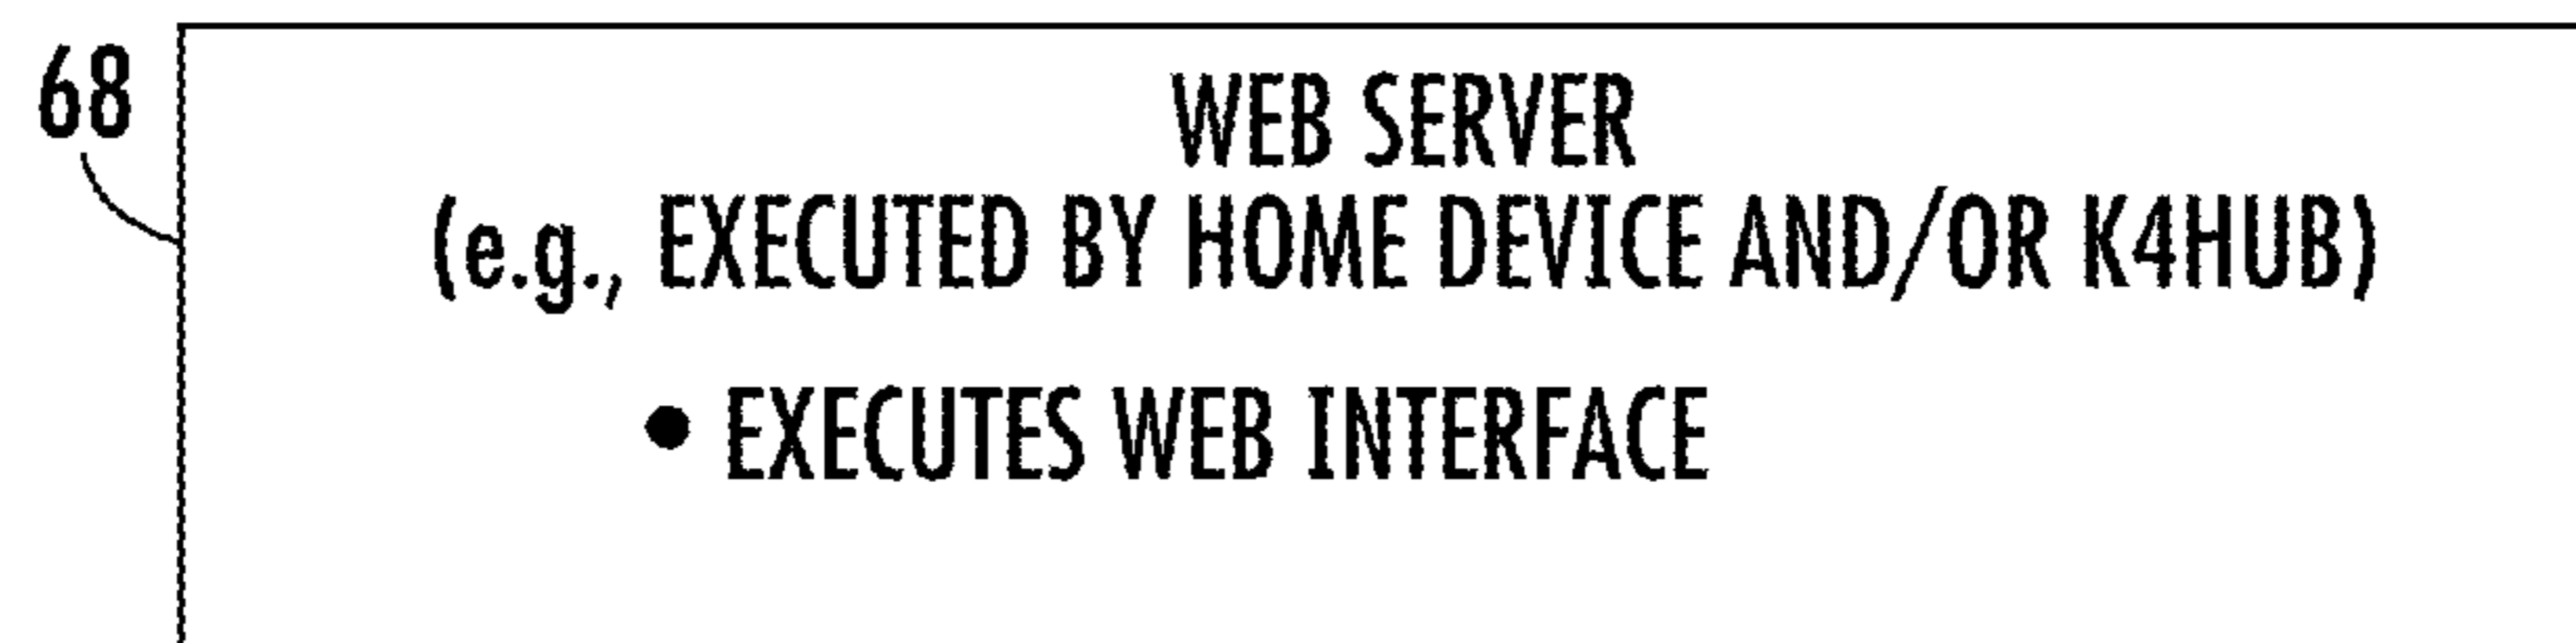 68
WEB SERVER
(e.g., EXECUTED BY HOME DEVICE AND/OR K4HUB)
• EXECUTES WEB INTERFACE